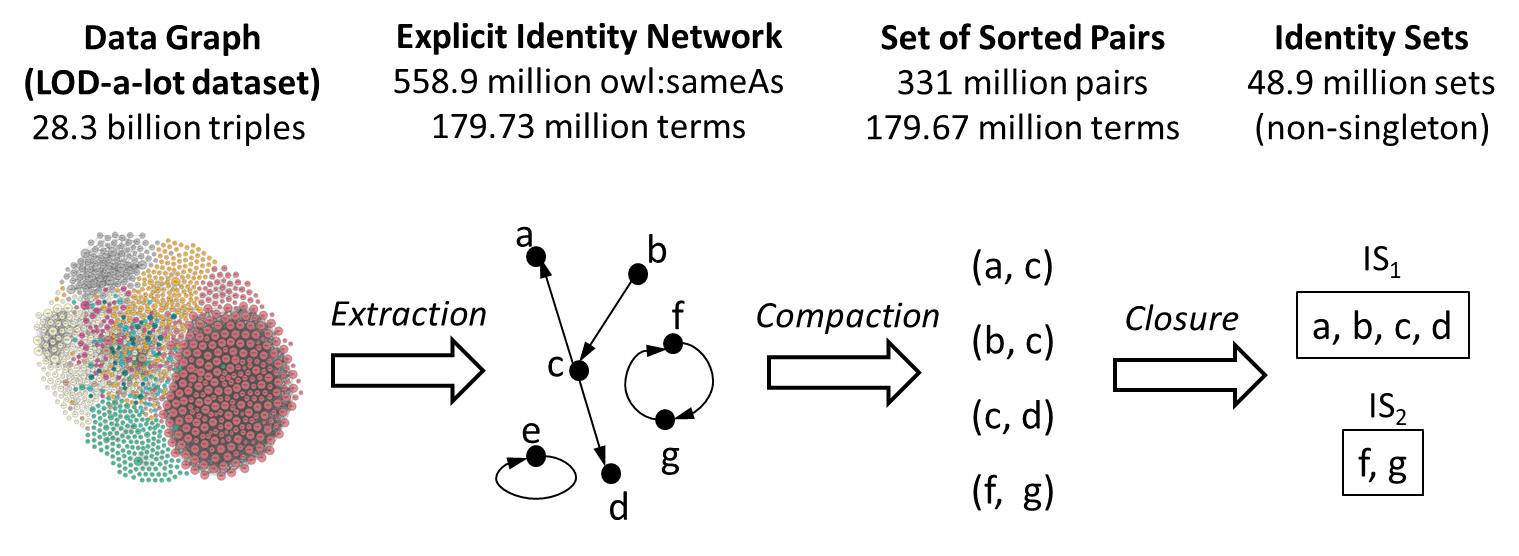 Data Graph
(LOD-a-lot dataset)
28.3 billion triples
Explicit Identity Network
558.9 million owl:sameAs
179.73 million terms
Set of Sorted Pairs
331 million pairs
179.67 million terms
Identity Sets
48.9 million sets
(non-singleton)
Extraction
a
b
c
f
g
e
d
Compaction
(a, c)
(b, c)
(c, d)
(f, g)
Closure
IS₁
a, b, c, d
IS₂
f, g